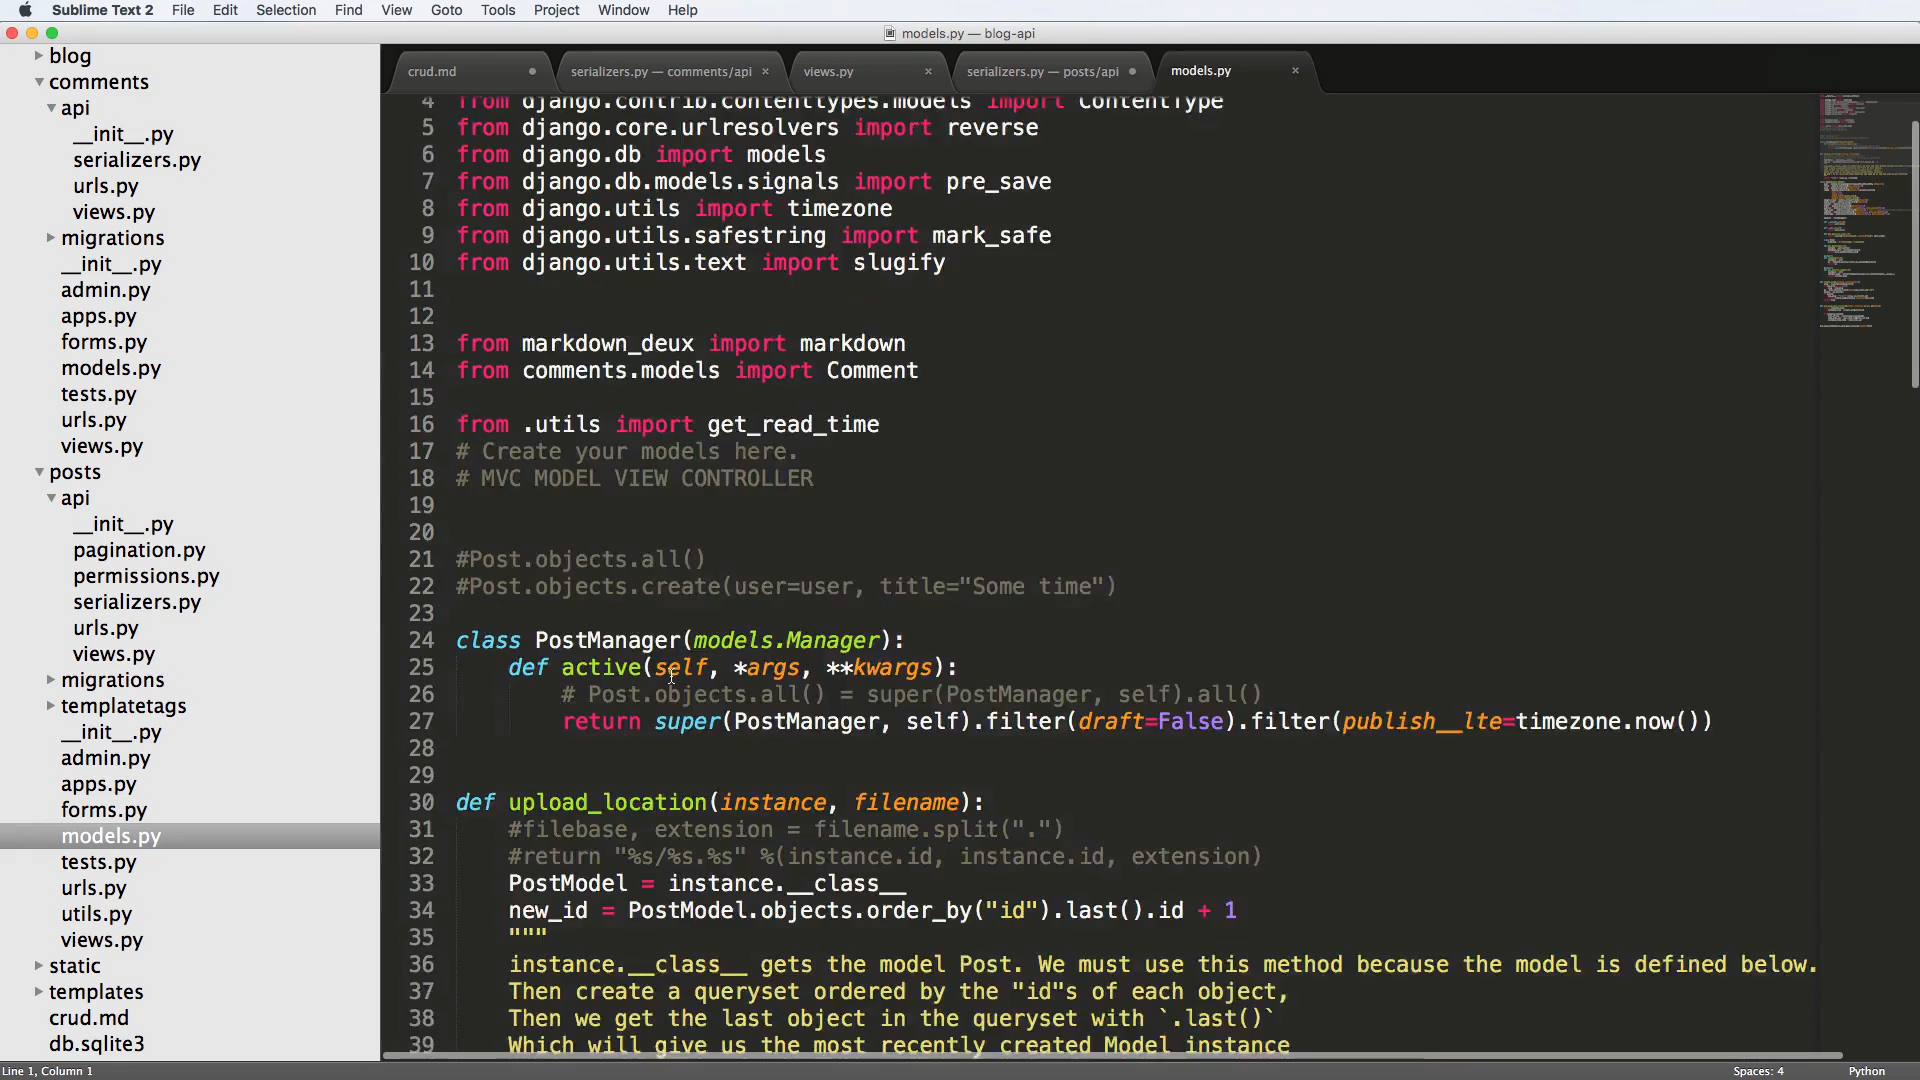 Sublime Text 2 File Edit Selection Find View Goto Tools Project Window Help
models.py — blog-api
blog
comments
api
__init__.py
serializers.py
urls.py
views.py
migrations
__init__.py
admin.py
apps.py
forms.py
models.py
tests.py
urls.py
views.py
posts
api
__init__.py
pagination.py
permissions.py
serializers.py
urls.py
views.py
migrations
templatetags
__init__.py
admin.py
apps.py
forms.py
models.py
tests.py
urls.py
utils.py
views.py
static
templates
crud.md
db.sqlite3
crud.md serializers.py — comments/api views.py serializers.py — posts/api models.py
4 from django.contrib.contenttypes.models import ContentType
5 from django.core.urlresolvers import reverse
6 from django.db import models
7 from django.db.models.signals import pre_save
8 from django.utils import timezone
9 from django.utils.safestring import mark_safe
10 from django.utils.text import slugify
11
12
13 from markdown_deux import markdown
14 from comments.models import Comment
15
16 from .utils import get_read_time
17 # Create your models here.
18 # MVC MODEL VIEW CONTROLLER
19
20
21 #Post.objects.all()
22 #Post.objects.create(user=user, title="Some time")
23
24 class PostManager(models.Manager):
25 def active(self, *args, **kwargs):
26 # Post.objects.all() = super(PostManager, self).all()
27 return super(PostManager, self).filter(draft=False).filter(publish__lte=timezone.now())
28
29
30 def upload_location(instance, filename):
31 #filebase, extension = filename.split(".")
32 #return "%s/%s.%s" %(instance.id, instance.id, extension)
33 PostModel = instance.__class__
34 new_id = PostModel.objects.order_by("id").last().id + 1
35 """
36 instance.__class__ gets the model Post. We must use this method because the model is defined below.
37 Then create a queryset ordered by the "id"s of each object,
38 Then we get the last object in the queryset with `.last()`
39 Which will give us the most recently created Model instance
Line 1, Column 1 Spaces: 4 Python